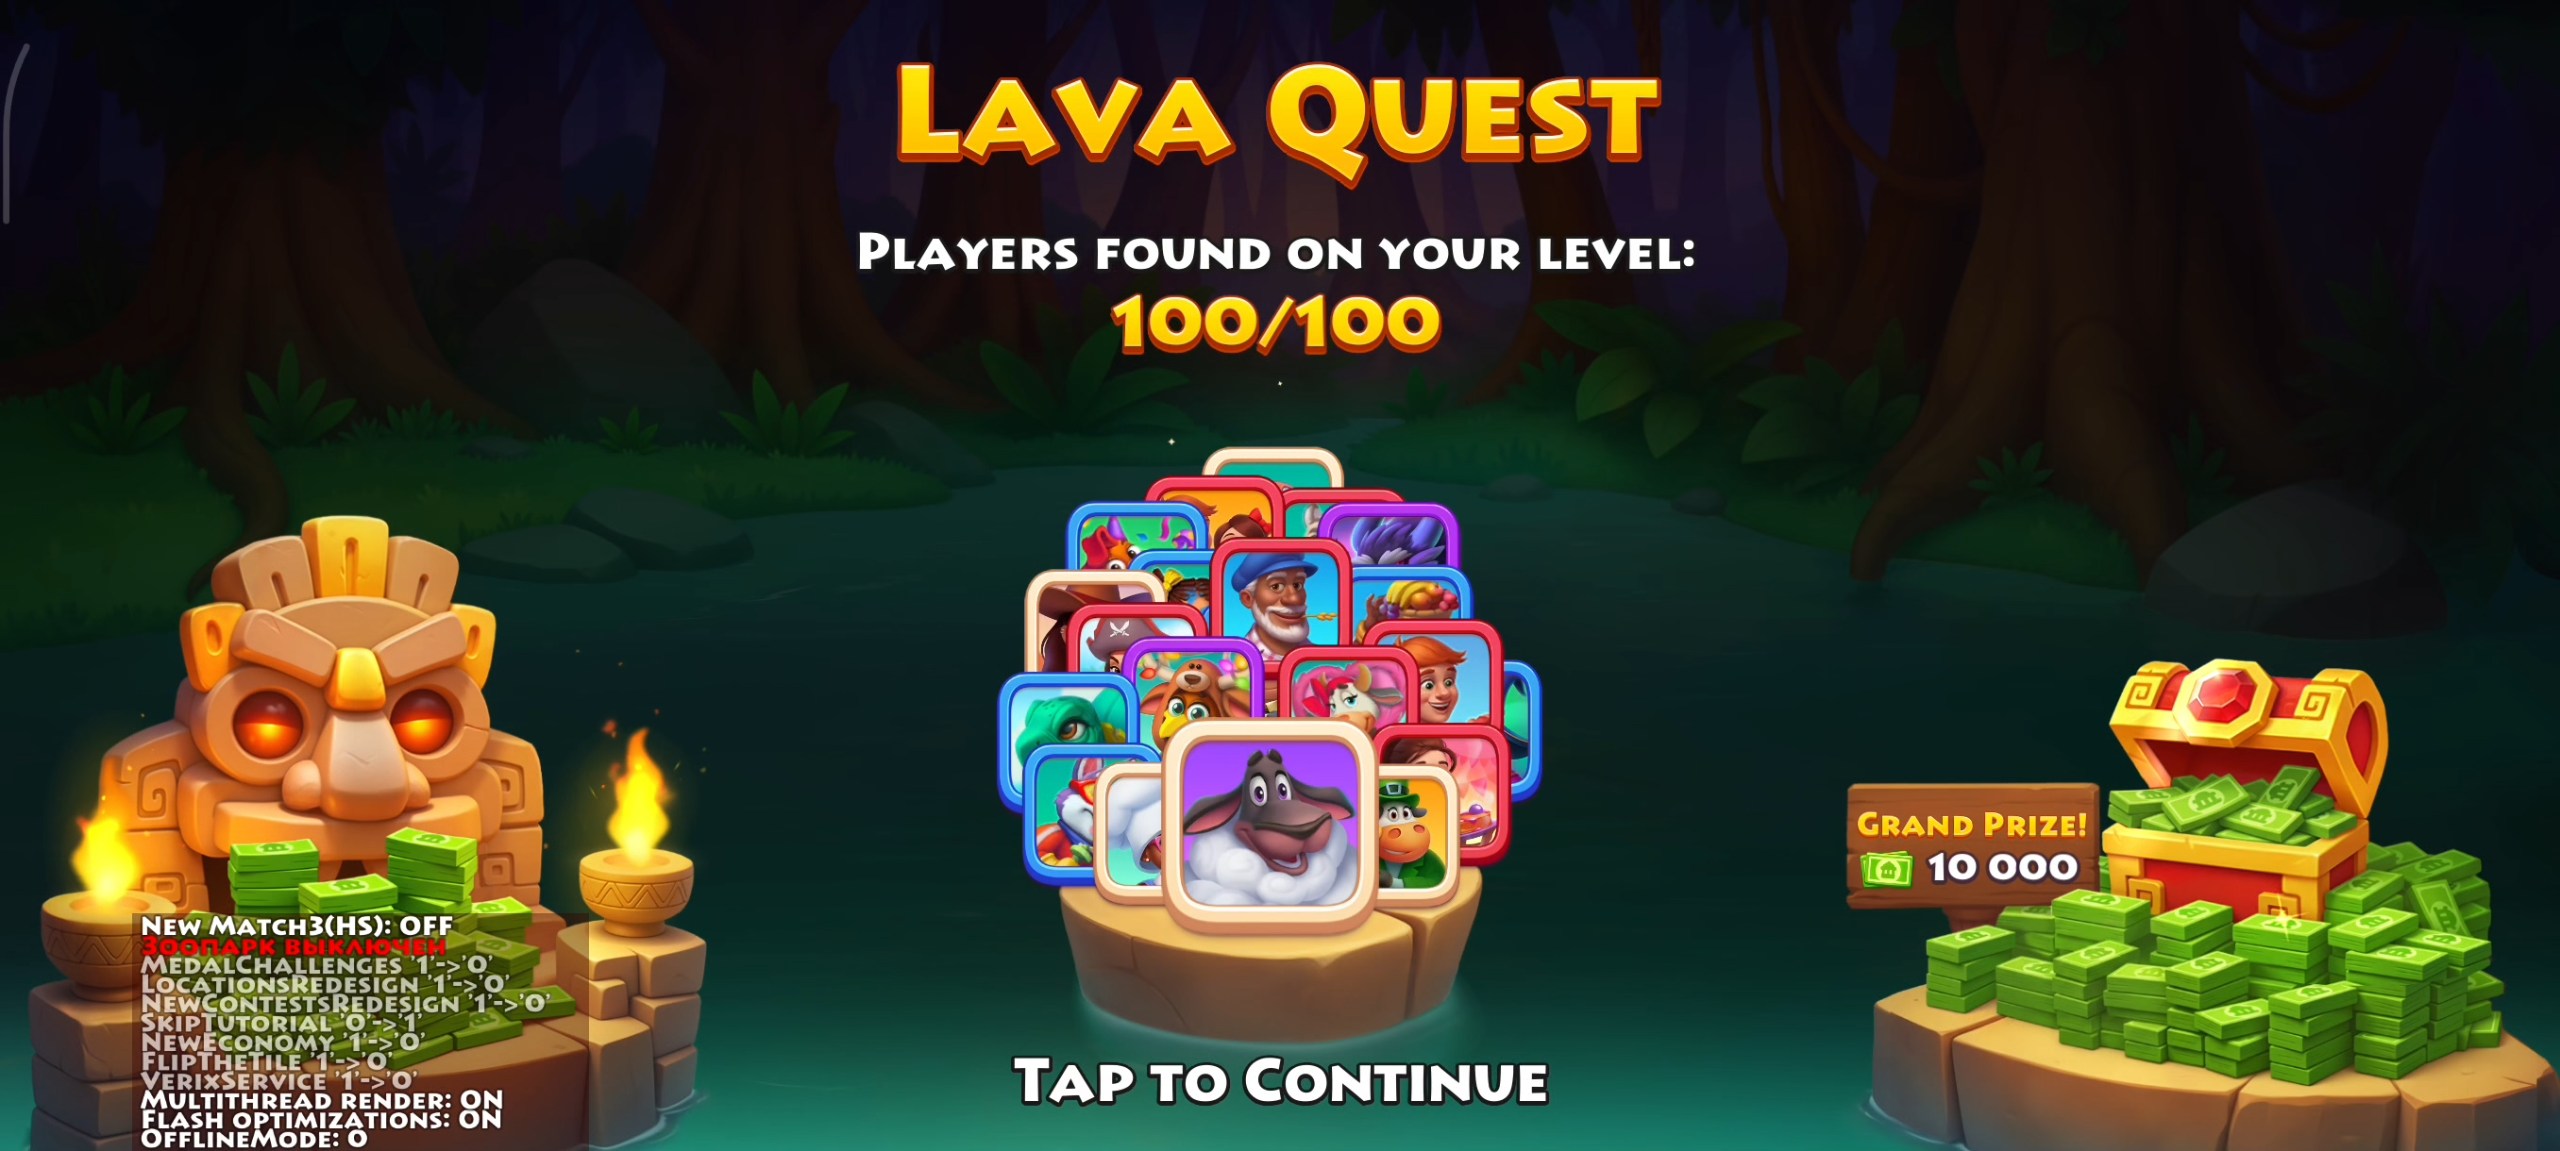 Lava Quest
Players found on your level:
100/100
Grand Prize!
10 000
New Match3(HS): OFF
Зоопарк выключен
MedalChallenges '1'->'0'
LocationsRedesign '1'->'0'
NewContestsRedesign '1'->'0'
SkipTutorial '0'->'1'
NewEconomy '1'->'0'
FlipTheTile '1'->'0'
VerixService '1'->'0'
Multithread render: ON
Flash optimizations: ON
OfflineMode: 0
Tap to Continue